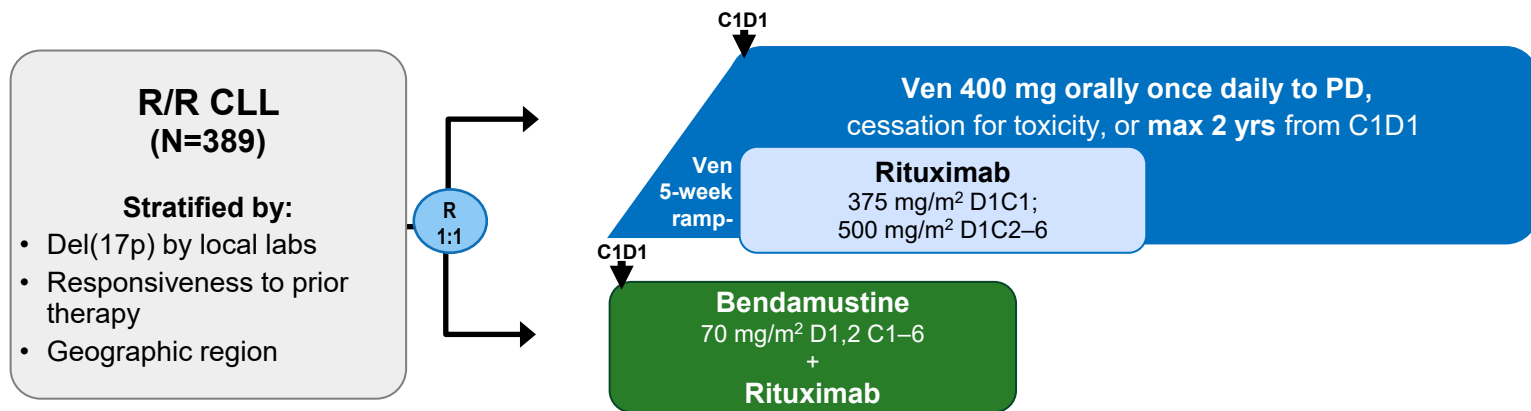 R/R CLL
(N=389)
Stratified by:
• Del(17p) by local labs
• Responsiveness to prior
therapy
• Geographic region
R
1:1
C1D1
Ven 400 mg orally once daily to PD,
cessation for toxicity, or max 2 yrs from C1D1
Ven
5-week
ramp-
Rituximab
375 mg/m² D1C1;
500 mg/m² D1C2–6
C1D1
Bendamustine
70 mg/m² D1,2 C1–6
+
Rituximab